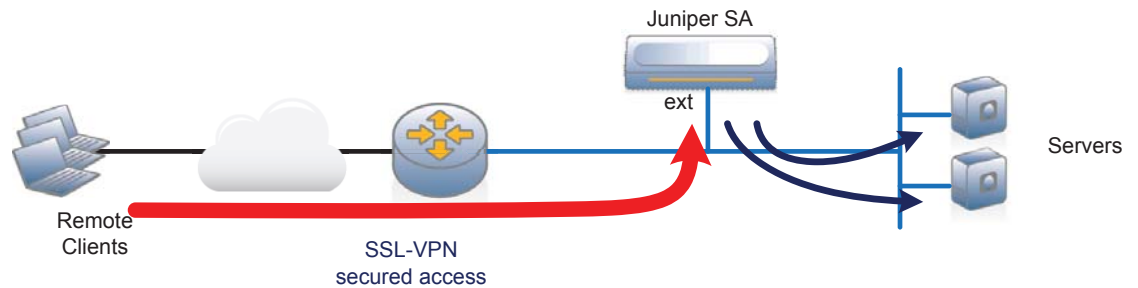 Juniper SA
ext
Servers
Remote
Clients
SSL-VPN
secured access